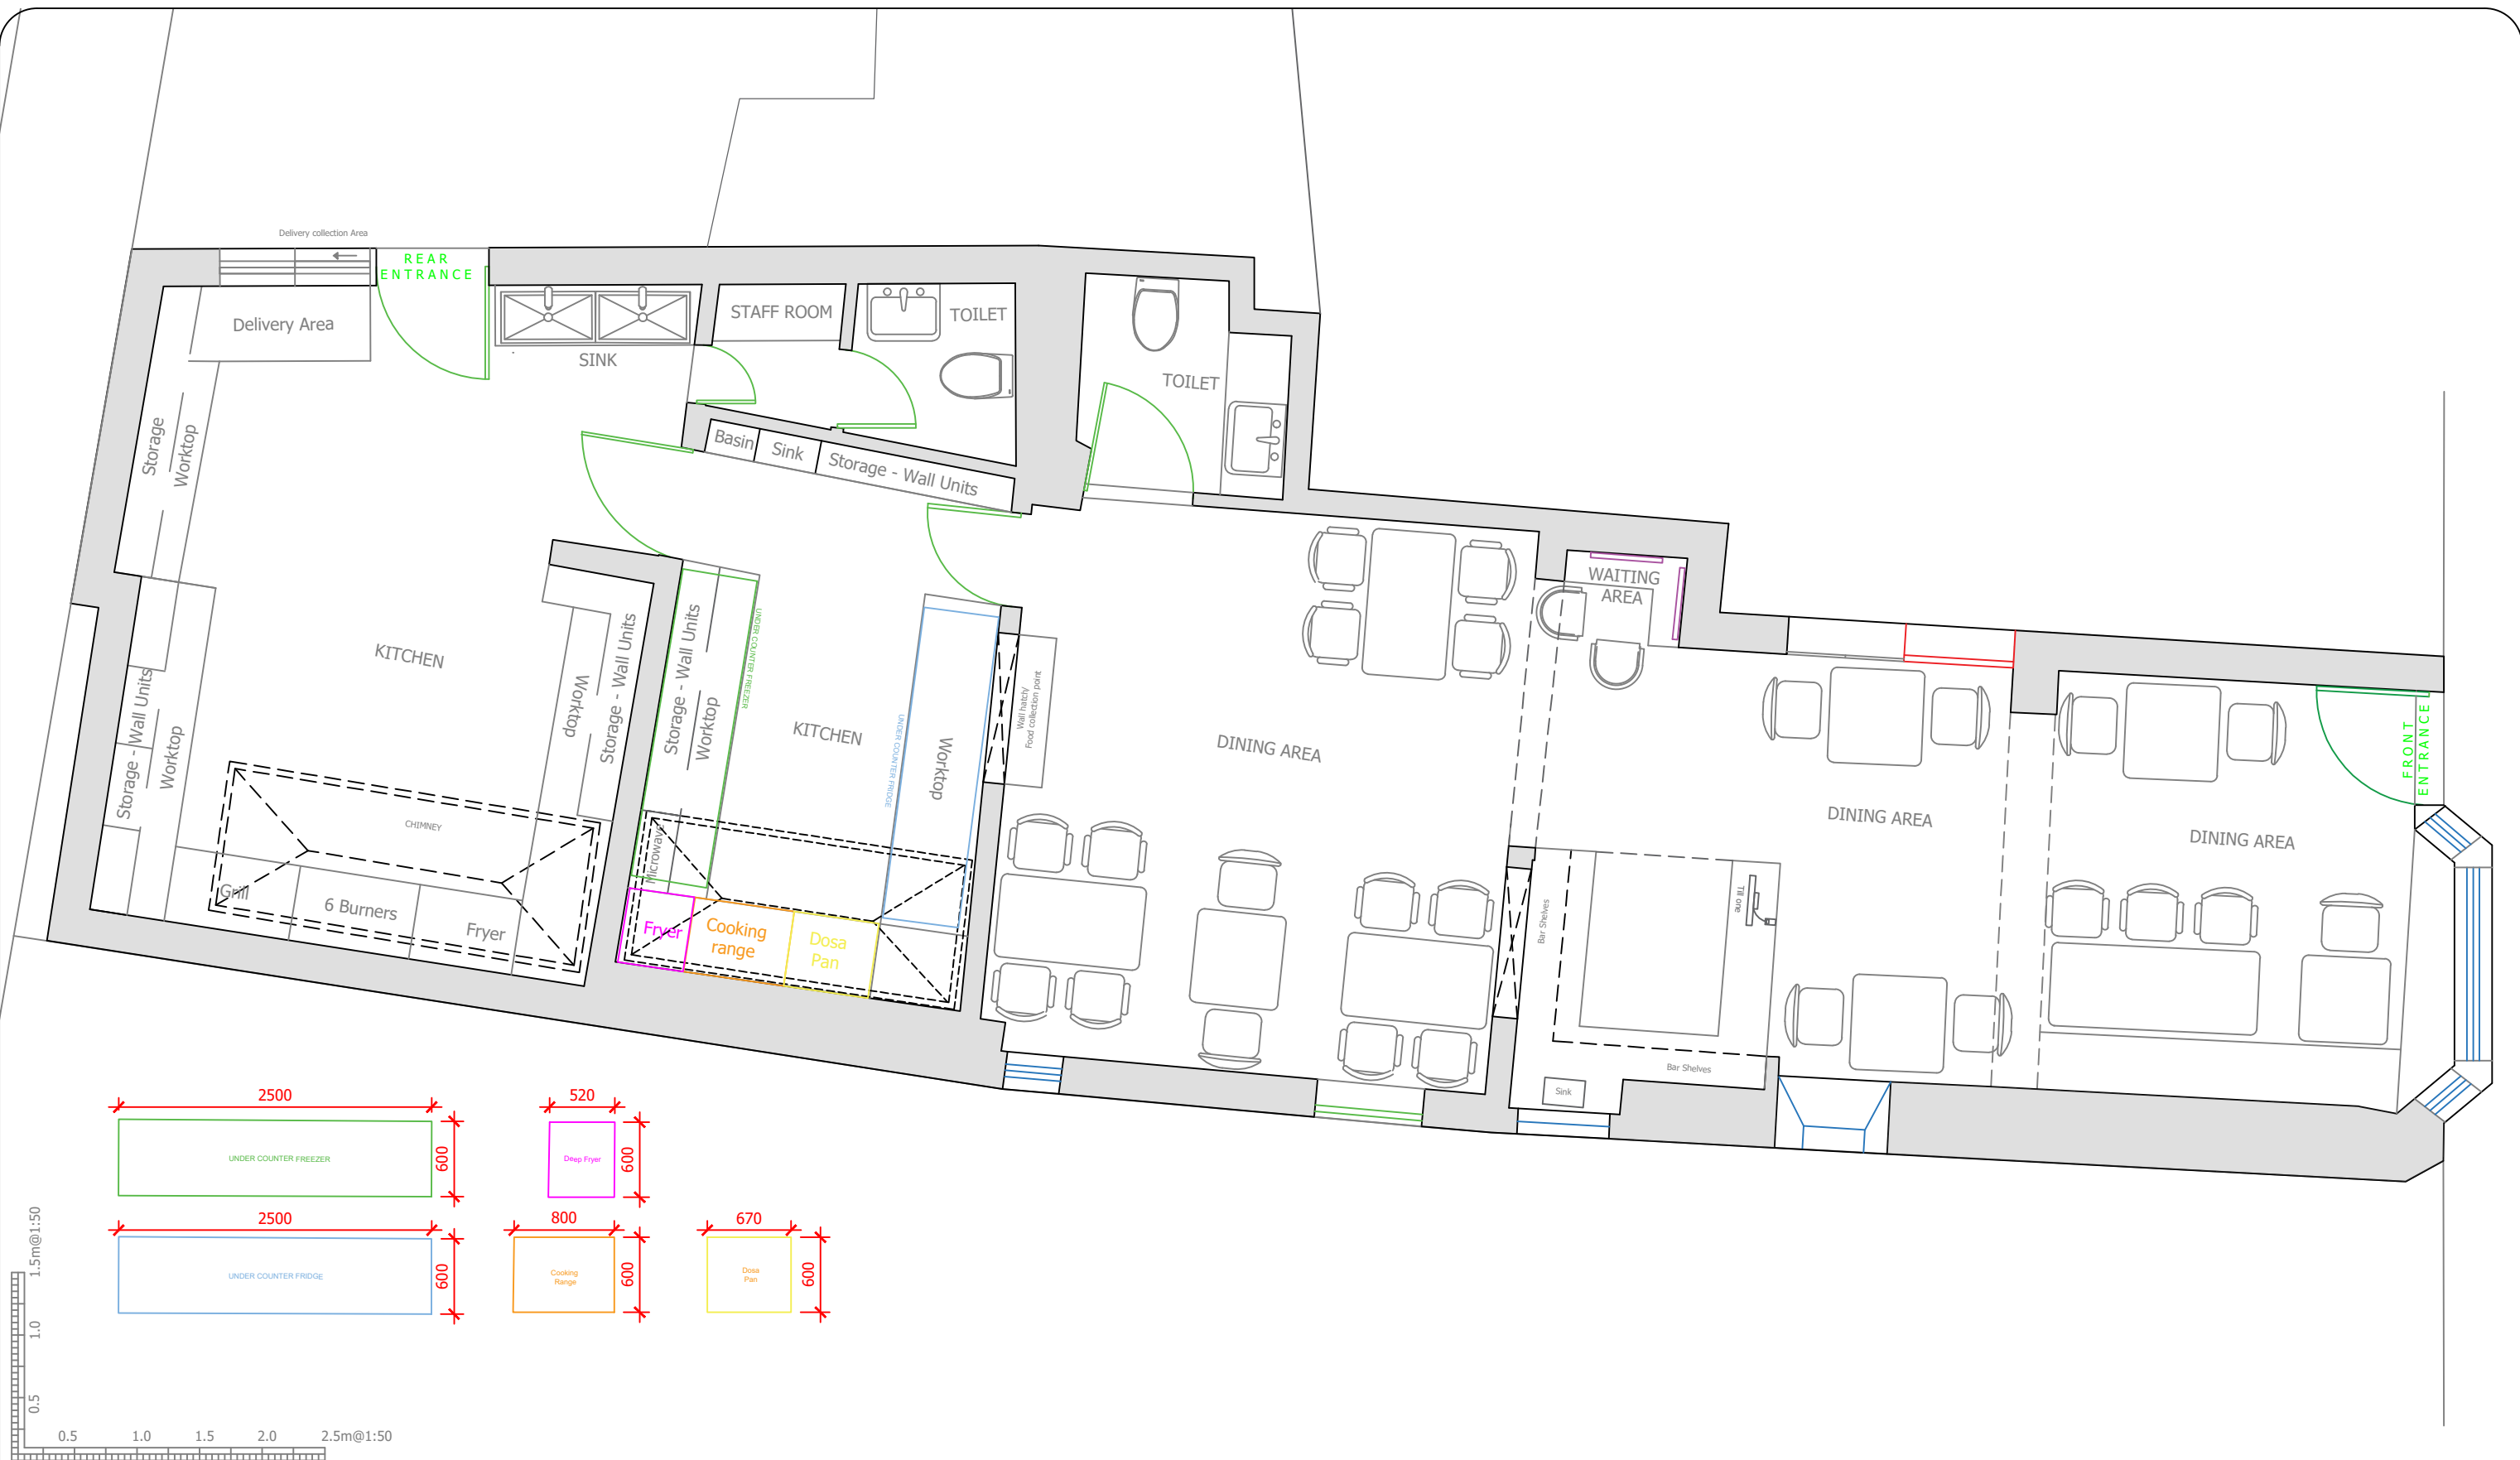 Delivery collection Area
REAR
ENTRANCE
Delivery Area
SINK
STAFF ROOM
TOILET
TOILET
Storage
Worktop
Basin
Sink
Storage - Wall Units
KITCHEN
Storage - Wall Units
Worktop
Worktop
Storage - Wall Units
CHIMNEY
Grill
6 Burners
Fryer
Storage - Wall Units
Storage - Wall Units
Worktop
UNDER COUNTER FREEZER
Microwave
KITCHEN
UNDER COUNTER FRIDGE
Worktop
Fryer
Cooking
range
Dosa
Pan
Wall hatch/
Food collection point
DINING AREA
WAITING
AREA
Bar Shelves
Till one
Bar Shelves
Sink
DINING AREA
DINING AREA
FRONT
ENTRANCE
2500
UNDER COUNTER FREEZER
600
520
Deep Fryer
600
2500
UNDER COUNTER FRIDGE
600
800
Cooking
Range
600
670
Dosa
Pan
600
1.5m@1:50
1.0
0.5
0.5
1.0
1.5
2.0
2.5m@1:50